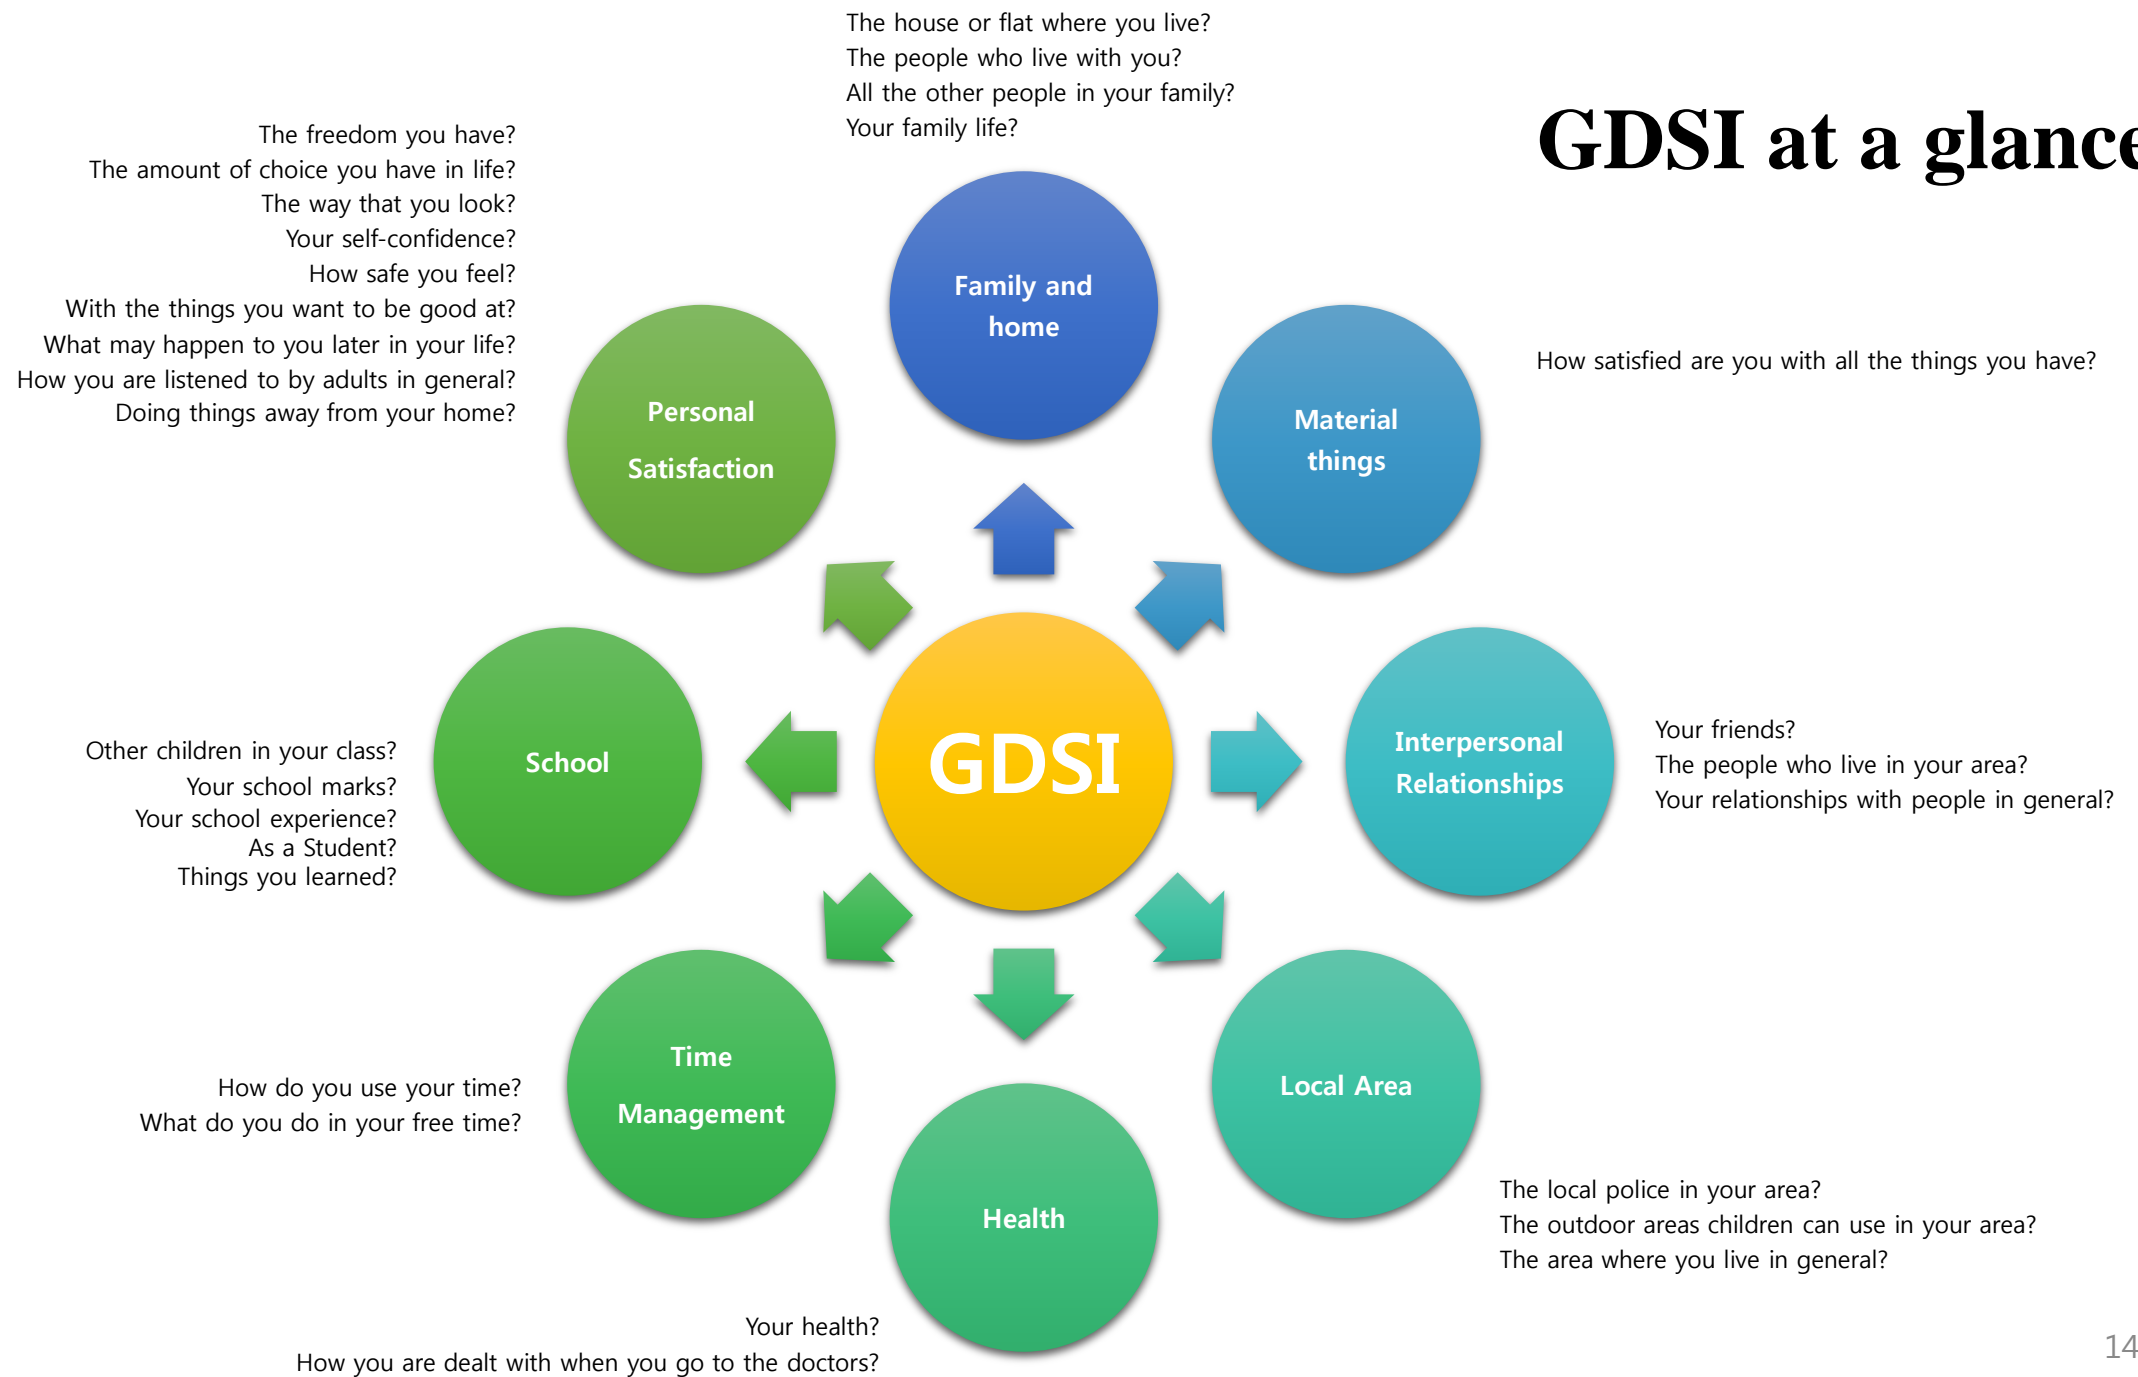 The house or flat where you live?
The people who live with you?
All the other people in your family?
Your family life?
GDSI at a glance
The freedom you have?
The amount of choice you have in life?
The way that you look?
Your self-confidence?
How safe you feel?
With the things you want to be good at?
What may happen to you later in your life?
How you are listened to by adults in general?
Doing things away from your home?
Family and
home
Personal
Satisfaction
Material
things
How satisfied are you with all the things you have?
Other children in your class?
Your school marks?
Your school experience?
As a Student?
Things you learned?
School
GDSI
Interpersonal
Relationships
Your friends?
The people who live in your area?
Your relationships with people in general?
How do you use your time?
What do you do in your free time?
Time
Management
Local Area
The local police in your area?
The outdoor areas children can use in your area?
The area where you live in general?
Health
Your health?
How you are dealt with when you go to the doctors?
14